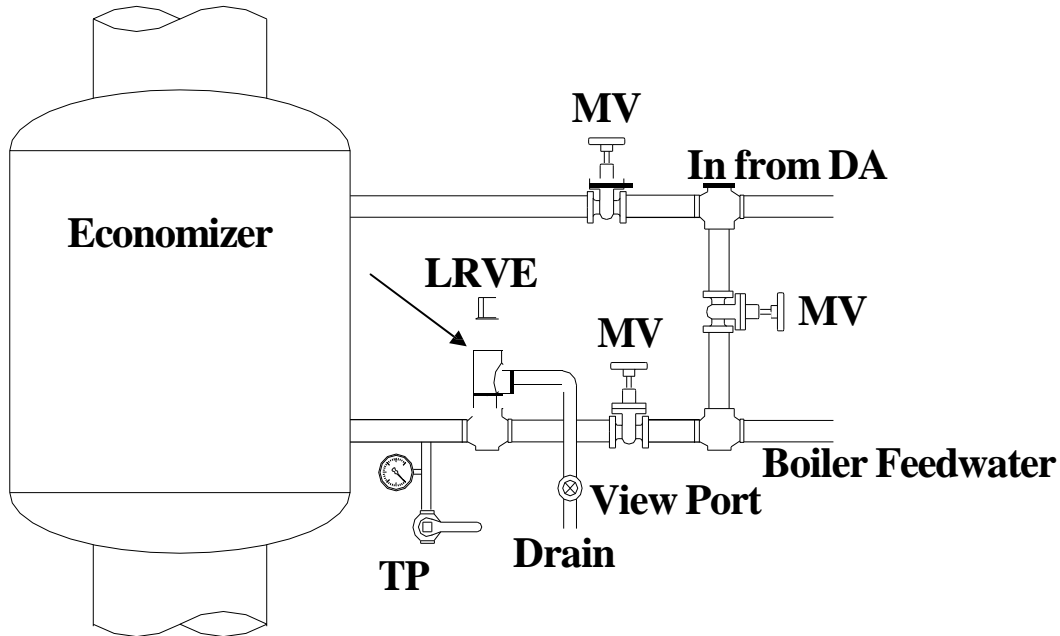 MV
In from DA
Economizer
LRVE
MV
MV
Boiler Feedwater
View Port
Drain
TP